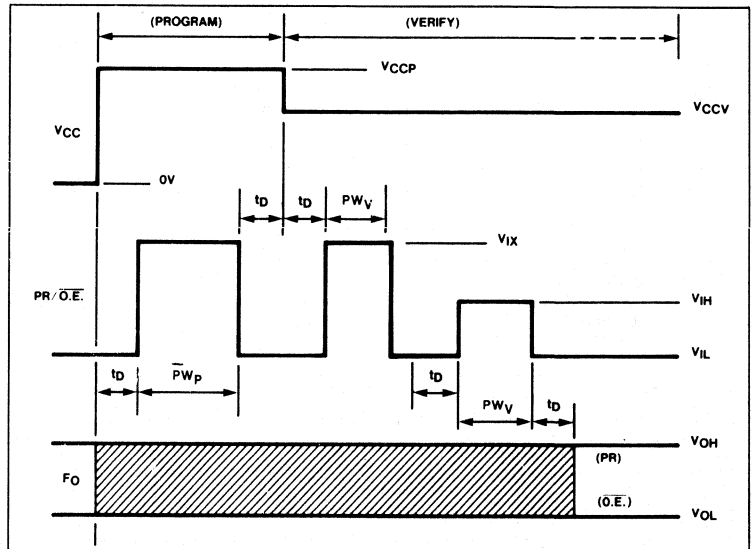 (PROGRAM) (VERIFY)
VCCP
VCCV
VCC
0V
tD tD PWV
VIX
PR/O.E.
VIH
VIL
tD PWP tD PWV tD
VOH
(PR)
FO
(O.E.)
VOL